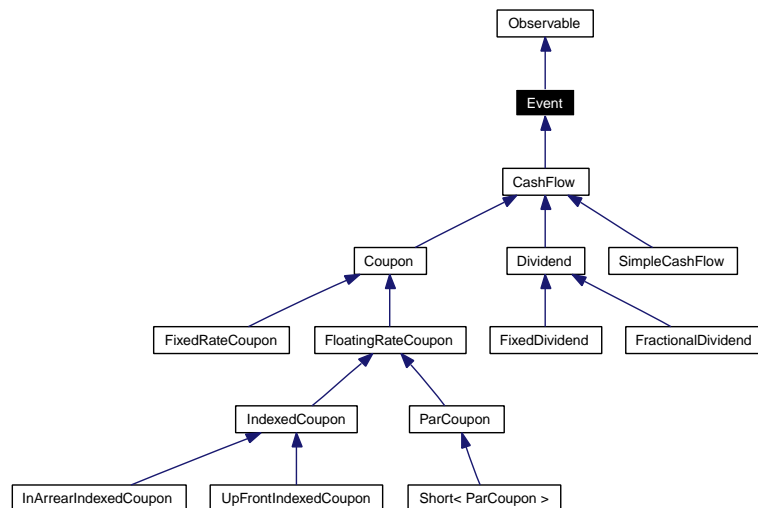 Observable
Event
CashFlow
Coupon
Dividend
SimpleCashFlow
FixedRateCoupon
FloatingRateCoupon
FixedDividend
FractionalDividend
IndexedCoupon
ParCoupon
InArrearIndexedCoupon
UpFrontIndexedCoupon
Short< ParCoupon >